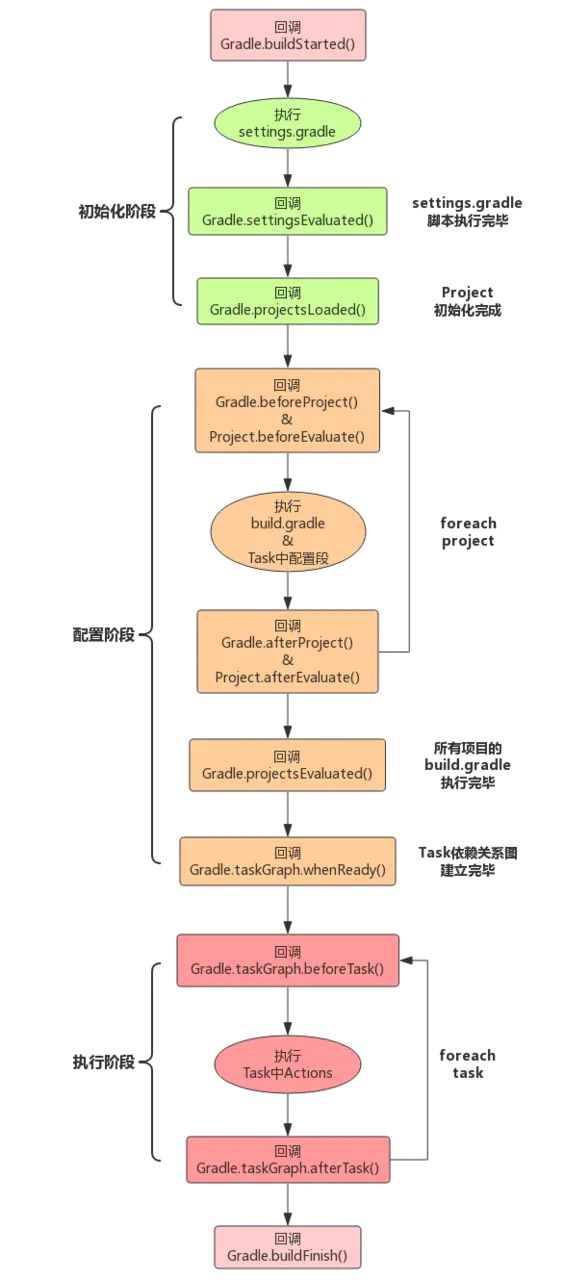 回调
Gradle.buildStarted()
执行
settings.gradle
初始化阶段
回调
Gradle.settingsEvaluated()
settings.gradle
脚本执行完毕
回调
Gradle.projectsLoaded()
Project
初始化完成
回调
Gradle.beforeProject()
&
Project.beforeEvaluate()
执行
build.gradle
&
Task中配置段
foreach
project
配置阶段
回调
Gradle.afterProject()
&
Project.afterEvaluate()
回调
Gradle.projectsEvaluated()
所有项目的
build.gradle
执行完毕
回调
Gradle.taskGraph.whenReady()
Task依赖关系图
建立完毕
回调
Gradle.taskGraph.beforeTask()
执行阶段
执行
Task中Actions
foreach
task
回调
Gradle.taskGraph.afterTask()
回调
Gradle.buildFinish()